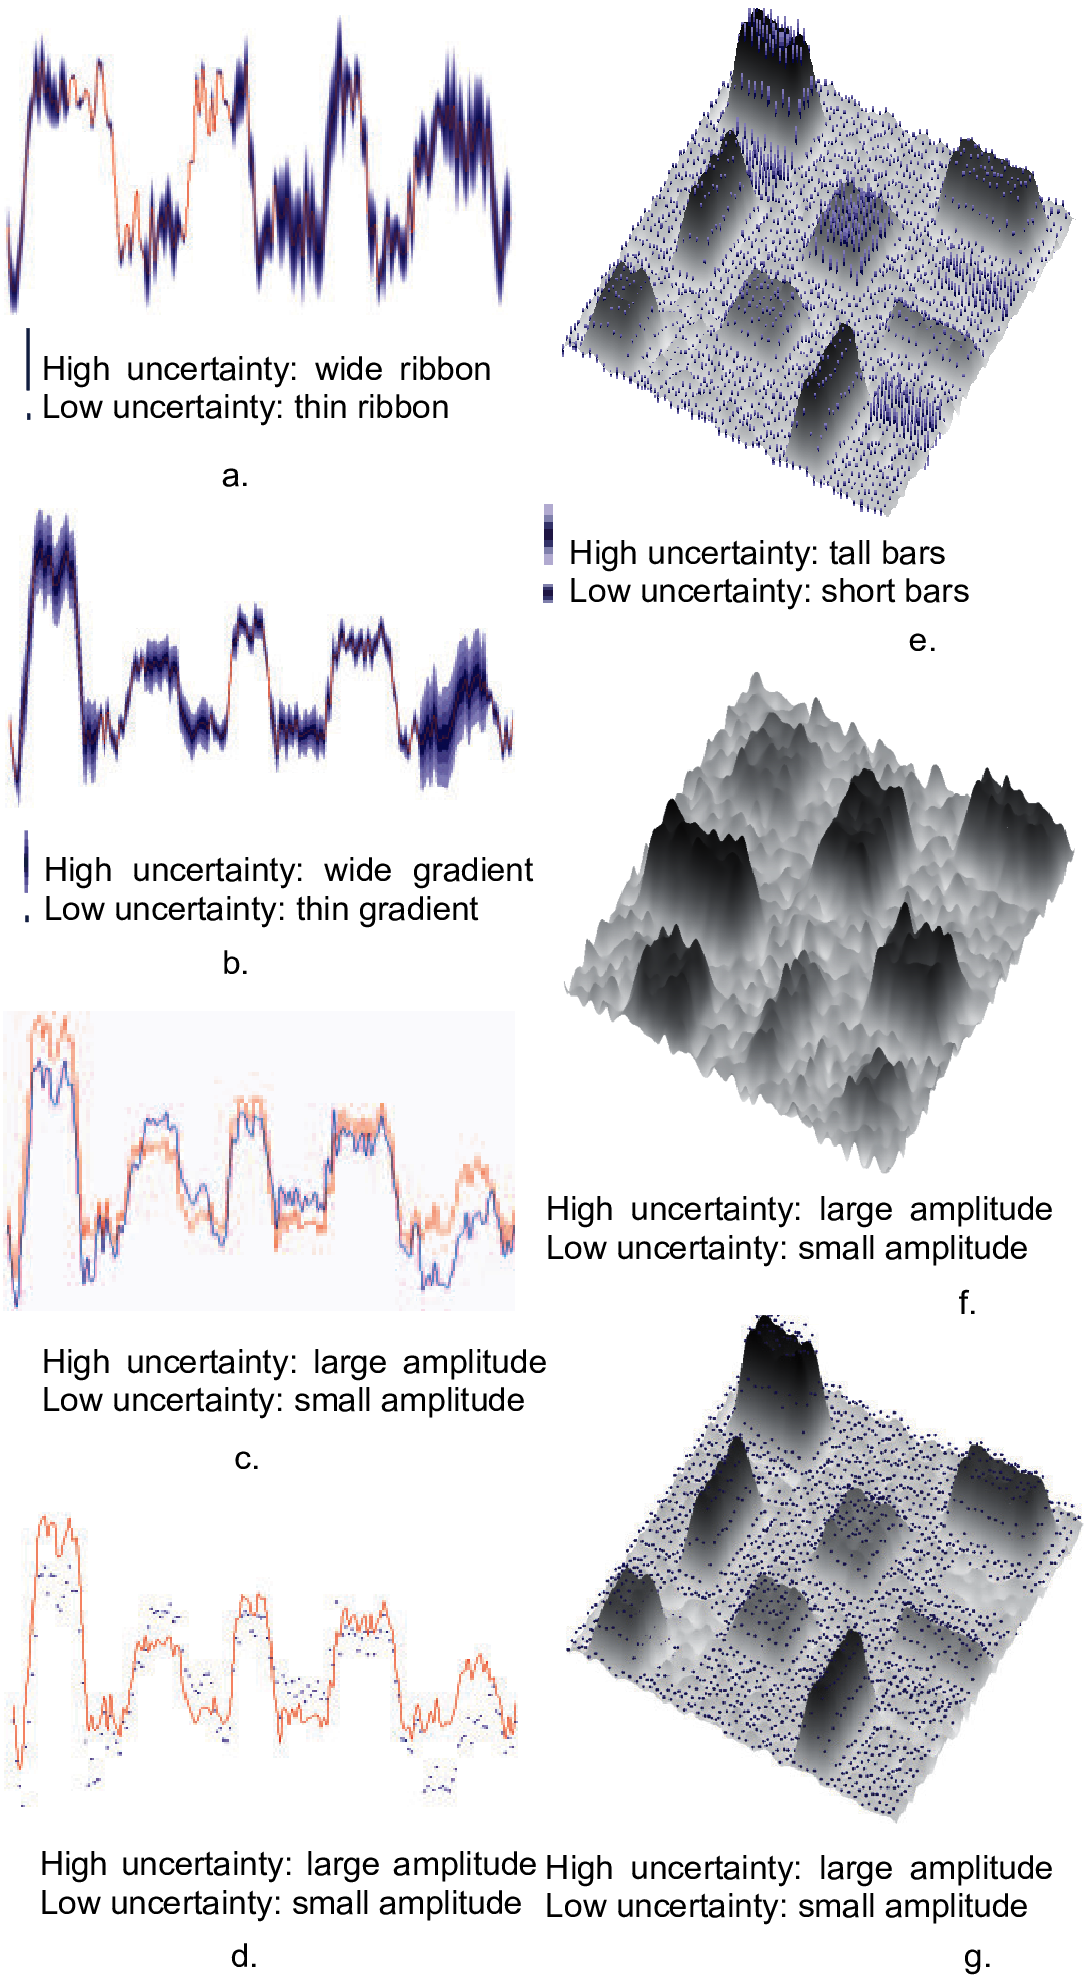 High uncertainty: wide ribbon
Low uncertainty: thin ribbon
a.
High uncertainty: wide gradient
Low uncertainty: thin gradient
b.
High uncertainty: large amplitude
Low uncertainty: small amplitude
c.
High uncertainty: large amplitude
Low uncertainty: small amplitude
d.
High uncertainty: tall bars
Low uncertainty: short bars
e.
High uncertainty: large amplitude
Low uncertainty: small amplitude
f.
High uncertainty: large amplitude
Low uncertainty: small amplitude
g.